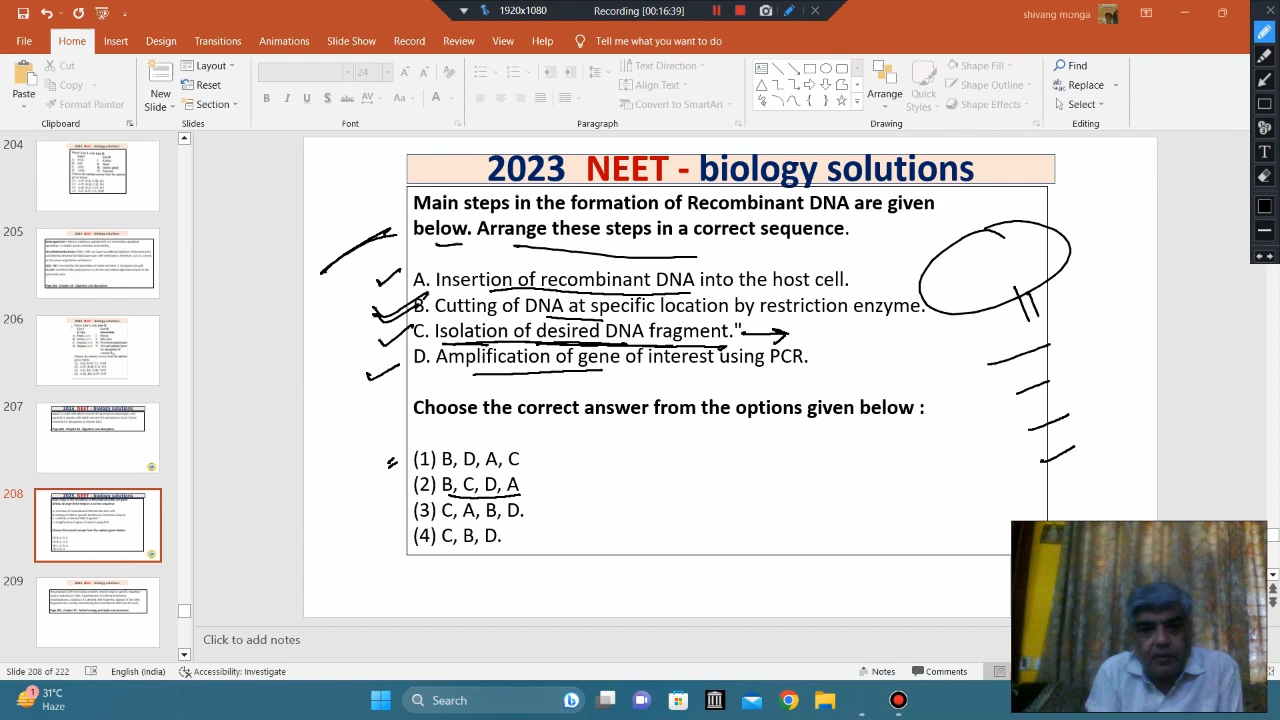 1920x1080
Recording [00:16:39]
shivang monga
File Home Insert Design Transitions Animations Slide Show Record Review View Help Tell me what you want to do
Paste
Cut
Copy
Format Painter
Clipboard
New Slide
Layout
Reset
Section
Slides
24
Font
Text Direction
Align Text
Convert to SmartArt
Paragraph
Arrange
Quick Styles
Shape Fill
Shape Outline
Shape Effects
Drawing
Find
Replace
Select
Editing
204
205
206
207
208
209
2023 NEET - biology solutions
Main steps in the formation of Recombinant DNA are given
below. Arrange these steps in a correct sequence.
A. Insertion of recombinant DNA into the host cell.
B. Cutting of DNA at specific location by restriction enzyme.
C. Isolation of desired DNA fragment."
D. Amplification of gene of interest using PCR.
Choose the correct answer from the options given below :
(1) B, D, A, C
(2) B, C, D, A
(3) C, A, B, D.
(4) C, B, D.
Click to add notes
Slide 208 of 222 English (India) Accessibility: Investigate Notes Comments
31°C
Haze
Search